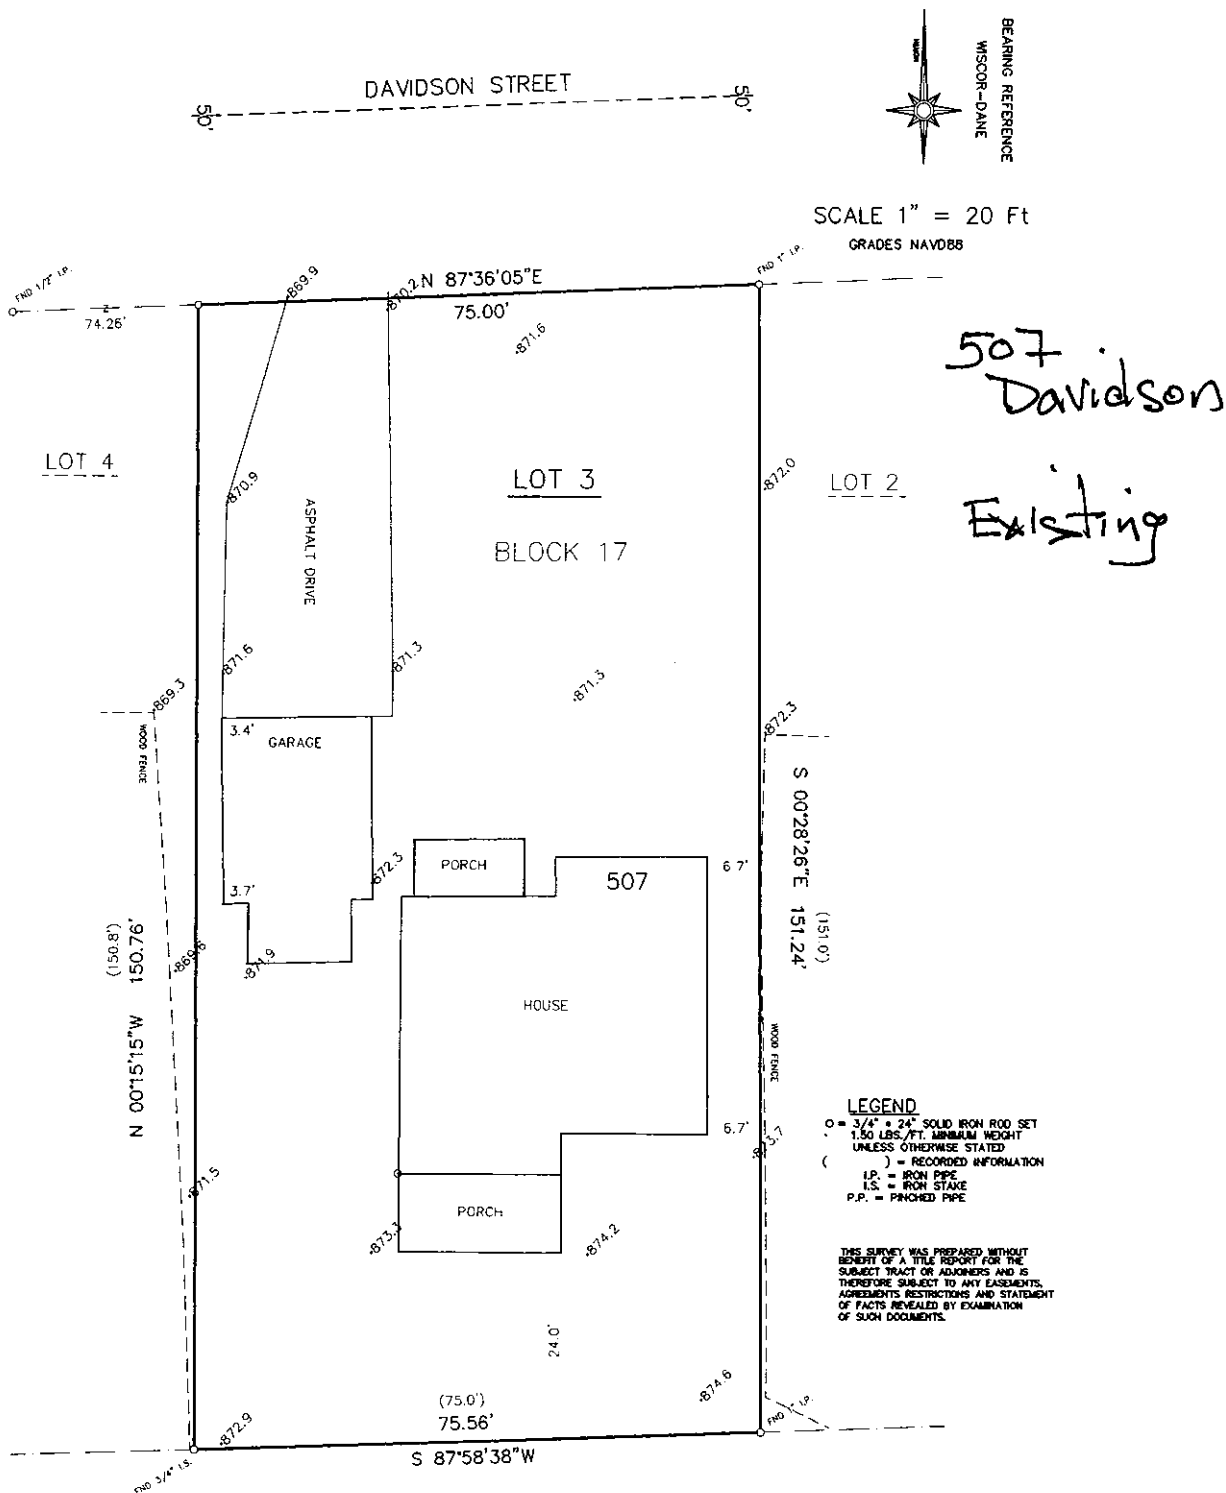 BEARING REFERENCE
WISCOR-DANE
DAVIDSON STREET
50'
50'
SCALE 1" = 20 Ft
GRADES NAVD88
FND 1/2" I.P.
74.26'
869.9
870.2
N 87°36'05"E
75.00'
FND 1" I.P.
871.6
507
Davidson
Existing
LOT 4
LOT 3
LOT 2
872.0
870.9
ASPHALT DRIVE
BLOCK 17
871.6
871.3
871.3
869.3
872.3
WOOD FENCE
3.4'
GARAGE
S 00°28'26"E 151.24'
(151.0')
872.3
PORCH
507
6.7'
3.7'
(150.8')
N 00°15'15"W 150.76'
869.6
871.9
HOUSE
WOOD FENCE
LEGEND
O = 3/4" * 24" SOLID IRON ROD SET
1.50 LBS./FT. MINIMUM WEIGHT
UNLESS OTHERWISE STATED
( ) = RECORDED INFORMATION
I.P. = IRON PIPE
I.S. = IRON STAKE
P.P. = PINCHED PIPE
6.7'
873.7
871.5
PORCH
873.3
874.2
THIS SURVEY WAS PREPARED WITHOUT
BENEFIT OF A TITLE REPORT FOR THE
SUBJECT TRACT OR ADJOINERS AND IS
THEREFORE SUBJECT TO ANY EASEMENTS,
AGREEMENTS RESTRICTIONS AND STATEMENT
OF FACTS REVEALED BY EXAMINATION
OF SUCH DOCUMENTS.
24.0'
874.6
(75.0')
75.56'
872.9
FND 1" I.P.
S 87°58'38"W
FND 3/4" I.S.